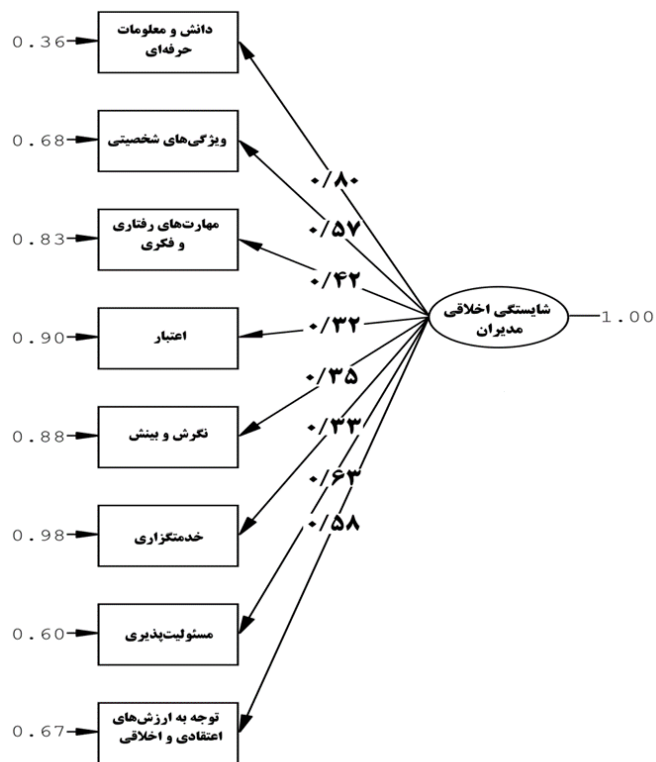 0.36
دانش و معلومات
حرفه‌ای
۰/۸۰
0.68
ویژگی‌های شخصیتی
۰/۵۷
0.83
مهارت‌های رفتاری
و فکری
۰/۴۲
0.90
اعتبار
۰/۳۲
شایستگی اخلاقی
مدیران
1.00
0.88
نگرش و بینش
۰/۳۵
0.98
خدمتگزاری
۰/۳۳
0.60
مسئولیت‌پذیری
۰/۶۳
0.67
توجه به ارزش‌های
اعتقادی و اخلاقی
۰/۵۸